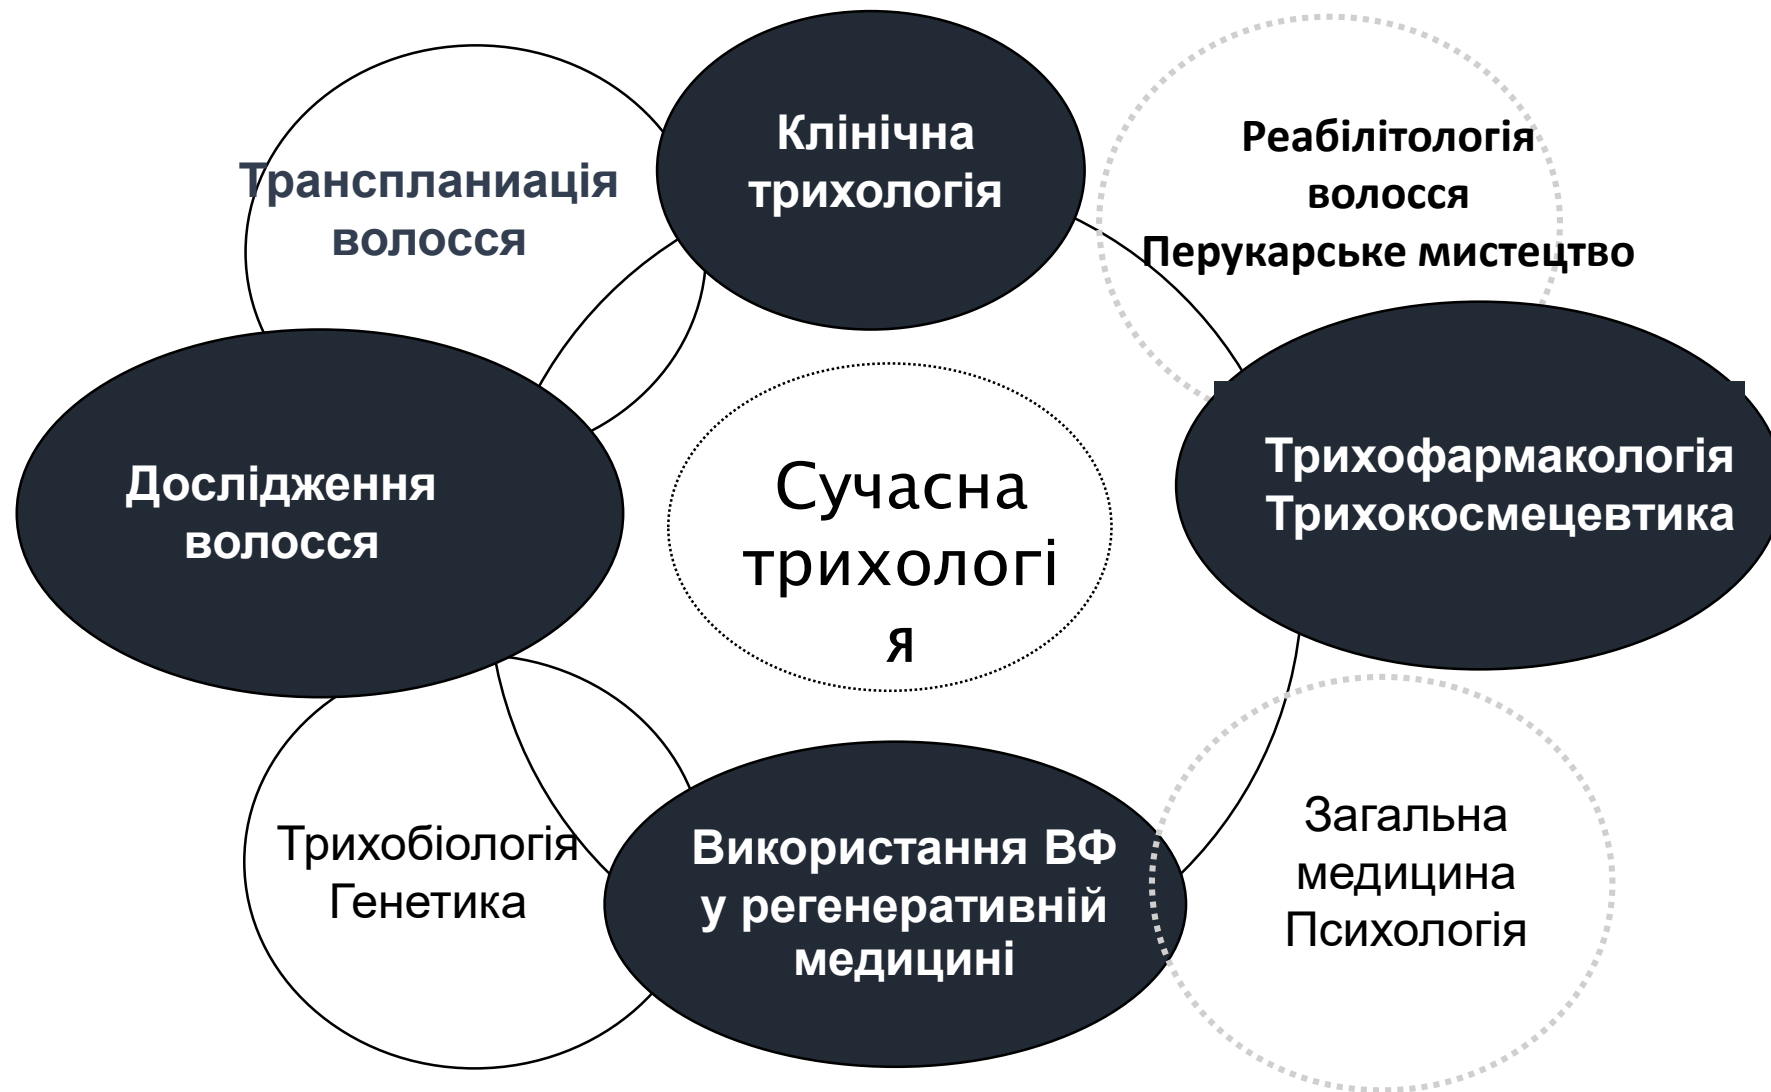 Клінічна
трихологія
Транспланиація
волосся
Реабілітологія
волосся
Перукарське мистецтво
Дослідження
волосся
Сучасна
трихологі
я
Трихофармакологія
Трихокосмецевтика
Трихобіологія
Генетика
Використання ВФ
у регенеративній
медицині
Загальна
медицина
Психологія